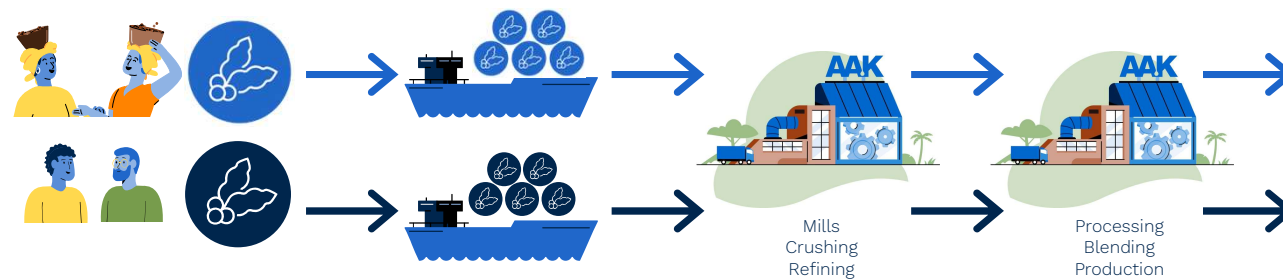 AAK
AAK
Mills
Crushing
Refining
Processing
Blending
Production